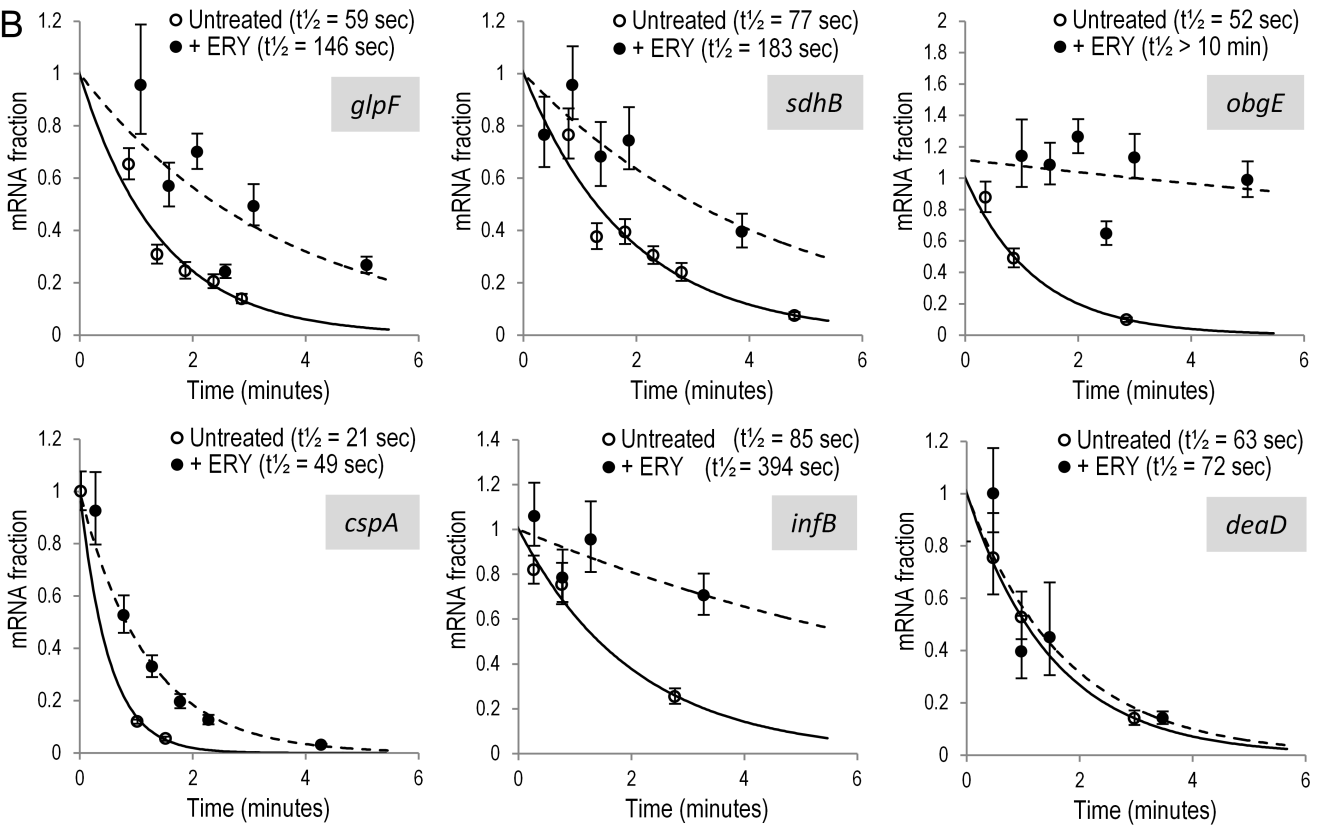 B
Untreated (t½ = 59 sec)
+ ERY (t½ = 146 sec)
glpF
mRNA fraction
1.2
1
0.8
0.6
0.4
0.2
0
0 2 4 6
Time (minutes)
Untreated (t½ = 77 sec)
+ ERY (t½ = 183 sec)
sdhB
mRNA fraction
1.2
1
0.8
0.6
0.4
0.2
0
0 2 4 6
Time (minutes)
Untreated (t½ = 52 sec)
+ ERY (t½ > 10 min)
obgE
mRNA fraction
2
1.8
1.6
1.4
1.2
1
0.8
0.6
0.4
0.2
0
0 2 4 6
Time (minutes)
Untreated (t½ = 21 sec)
+ ERY (t½ = 49 sec)
cspA
mRNA fraction
1.2
1
0.8
0.6
0.4
0.2
0
0 2 4 6
Time (minutes)
Untreated (t½ = 85 sec)
+ ERY (t½ = 394 sec)
infB
mRNA fraction
1.4
1.2
1
0.8
0.6
0.4
0.2
0
0 2 4 6
Time (minutes)
Untreated (t½ = 63 sec)
+ ERY (t½ = 72 sec)
deaD
mRNA fraction
1.2
1
0.8
0.6
0.4
0.2
0
0 2 4 6
Time (minutes)